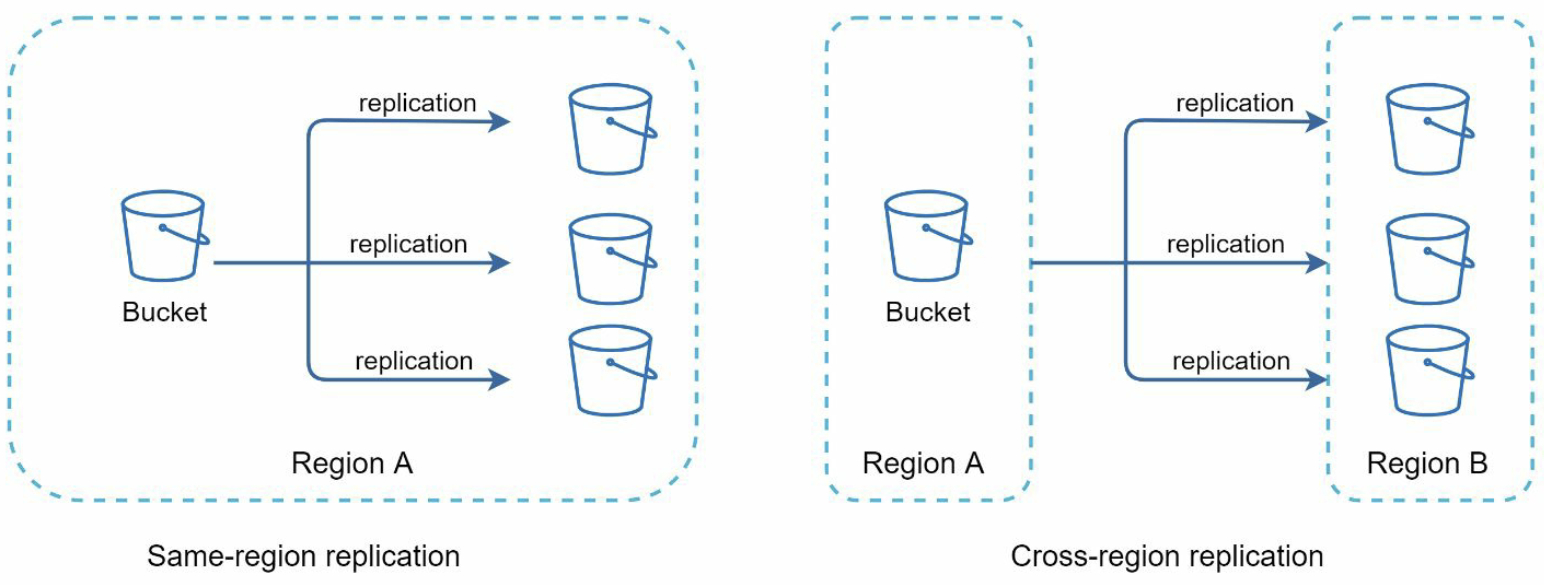 replication
replication
Bucket
replication
Region A
Same-region replication
replication
replication
Bucket
replication
Region A
Region B
Cross-region replication